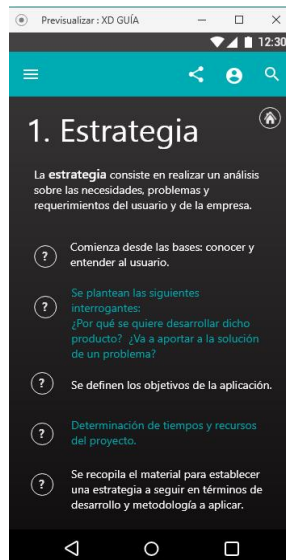 Previsualizar : XD GUÍA
12:30
1. Estrategia
La estrategia consiste en realizar un análisis
sobre las necesidades, problemas y
requerimientos del usuario y de la empresa.
? Comienza desde las bases: conocer y
entender al usuario.
? Se plantean las siguientes
interrogantes:
¿Por qué se quiere desarrollar dicho
producto? ¿Va a aportar a la solución
de un problema?
? Se definen los objetivos de la aplicación.
? Determinación de tiempos y recursos
del proyecto.
? Se recopila el material para establecer
una estrategia a seguir en términos de
desarrollo y metodología a aplicar.